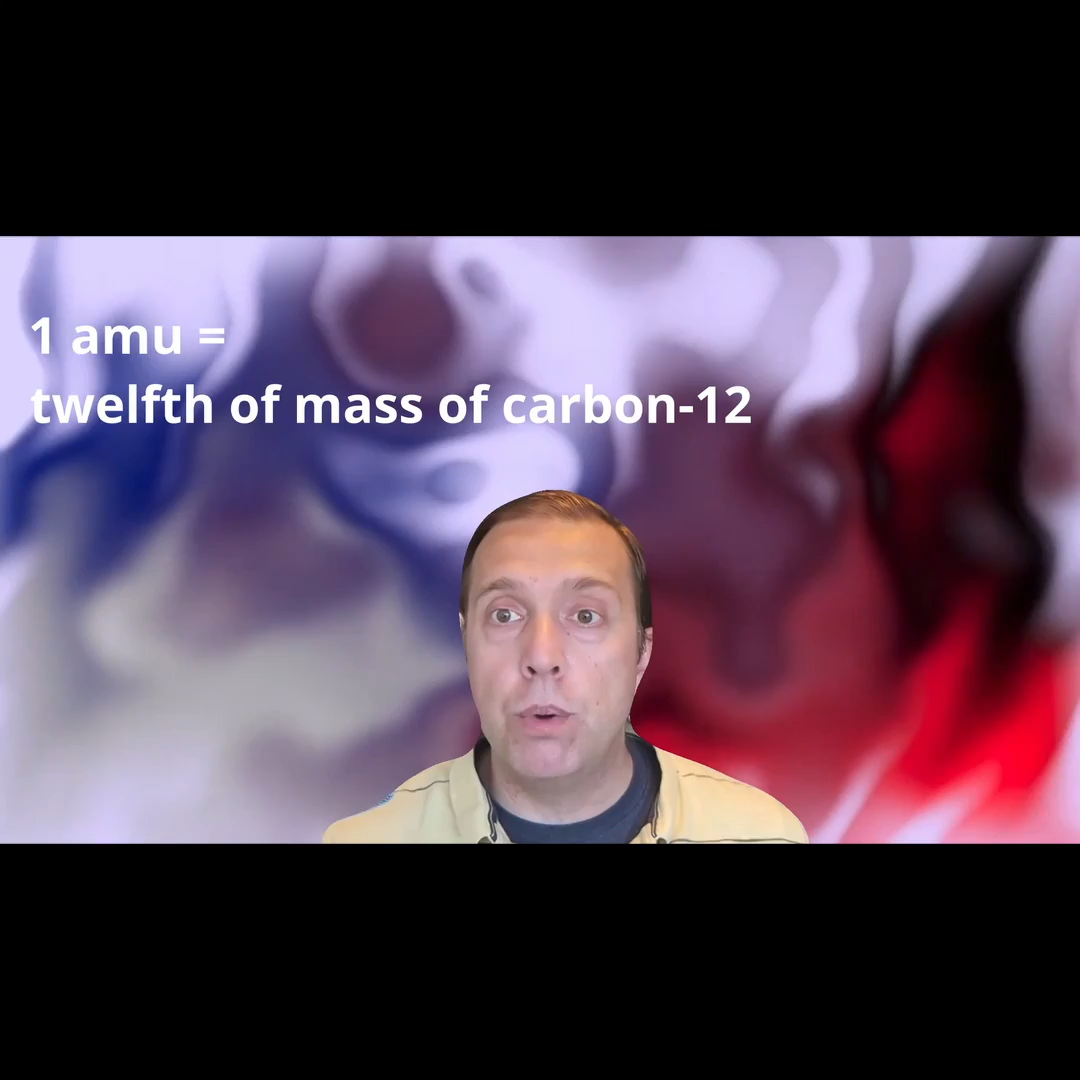 1 amu =
twelfth of mass of carbon-12